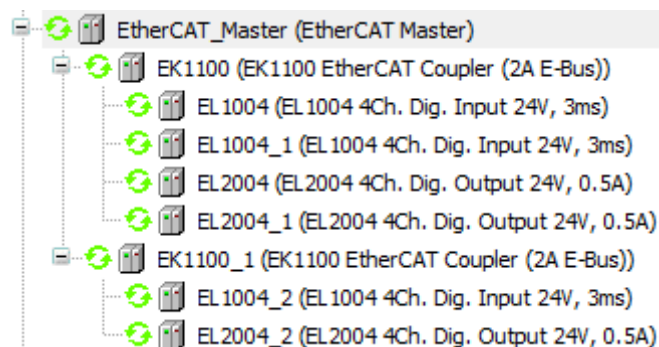 EtherCAT_Master (EtherCAT Master)
EK1100 (EK1100 EtherCAT Coupler (2A E-Bus))
EL1004 (EL1004 4Ch. Dig. Input 24V, 3ms)
EL1004_1 (EL1004 4Ch. Dig. Input 24V, 3ms)
EL2004 (EL2004 4Ch. Dig. Output 24V, 0.5A)
EL2004_1 (EL2004 4Ch. Dig. Output 24V, 0.5A)
EK1100_1 (EK1100 EtherCAT Coupler (2A E-Bus))
EL1004_2 (EL1004 4Ch. Dig. Input 24V, 3ms)
EL2004_2 (EL2004 4Ch. Dig. Output 24V, 0.5A)